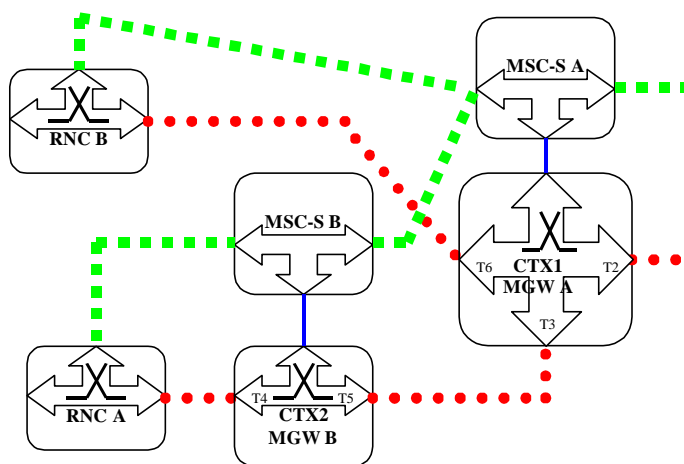 MSC-S A
RNC B
MSC-S B
T6
CTX1
T2
MGW A
T3
T4
CTX2
T5
RNC A
MGW B